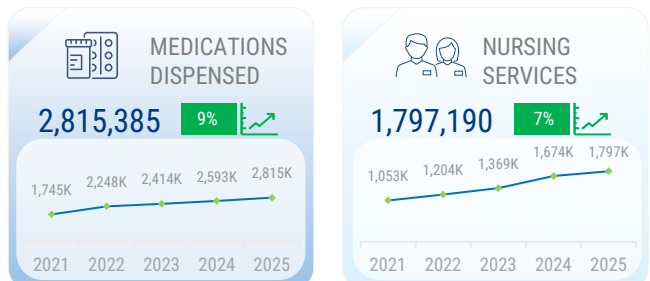 MEDICATIONS
DISPENSED
2,815,385 9%
1,745K 2,248K 2,414K 2,593K 2,815K
2021 2022 2023 2024 2025
NURSING
SERVICES
1,797,190 7%
1,053K 1,204K 1,369K 1,674K 1,797K
2021 2022 2023 2024 2025